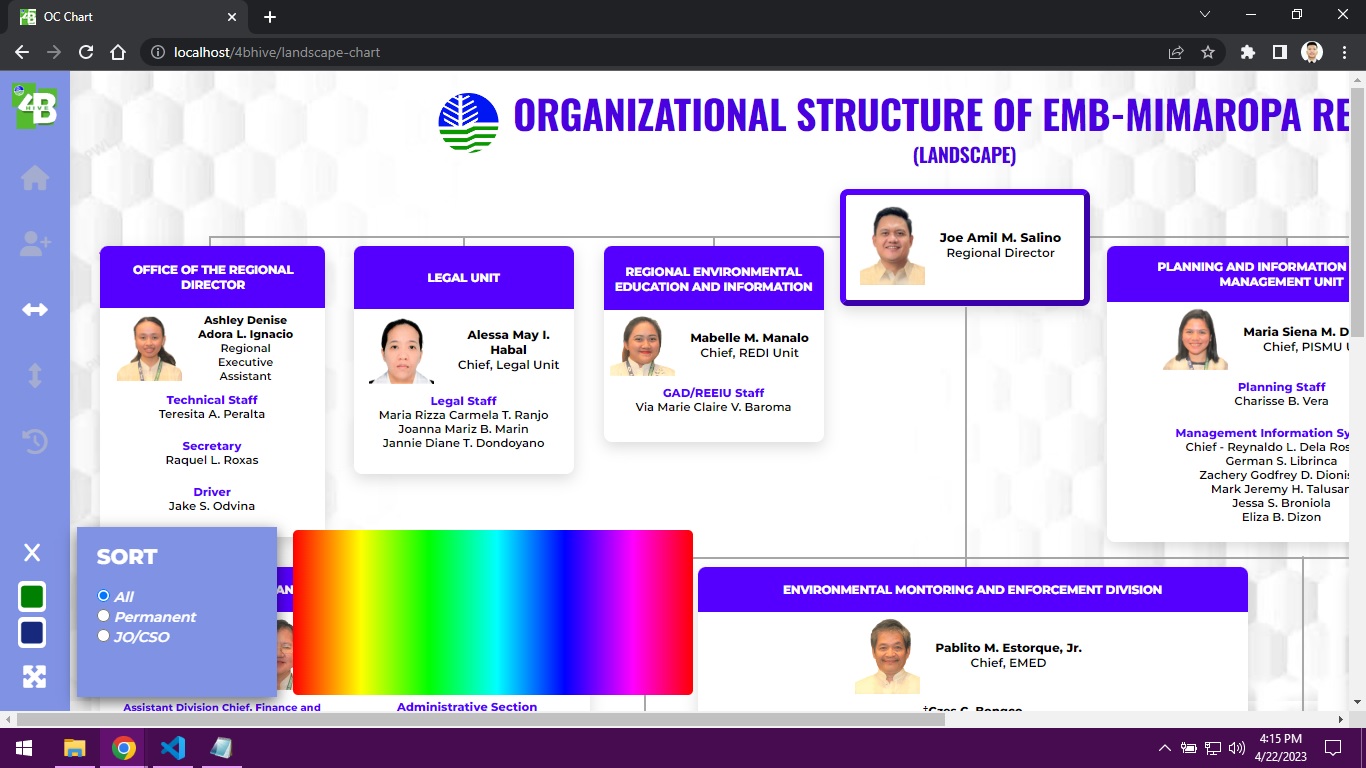 OC Chart
localhost/4bhive/landscape-chart
4B
HIVE
ORGANIZATIONAL STRUCTURE OF EMB-MIMAROPA RE
(LANDSCAPE)
Joe Amil M. Salino
Regional Director
OFFICE OF THE REGIONAL
DIRECTOR
Ashley Denise
Adora L. Ignacio
Regional
Executive
Assistant
Technical Staff
Teresita A. Peralta
Secretary
Raquel L. Roxas
Driver
Jake S. Odvina
LEGAL UNIT
Alessa May I.
Habal
Chief, Legal Unit
Legal Staff
Maria Rizza Carmela T. Ranjo
Joanna Mariz B. Marin
Jannie Diane T. Dondoyano
REGIONAL ENVIRONMENTAL
EDUCATION AND INFORMATION
Mabelle M. Manalo
Chief, REDI Unit
GAD/REEIU Staff
Via Marie Claire V. Baroma
PLANNING AND INFORMATION
MANAGEMENT UNIT
Maria Siena M. D
Chief, PISMU
Planning Staff
Charisse B. Vera
Management Information Sy
Chief - Reynaldo L. Dela Ros
German S. Librinca
Zachery Godfrey D. Dionis
Mark Jeremy H. Talusan
Jessa S. Broniola
Eliza B. Dizon
SORT
All
Permanent
JO/CSO
AN
Assistant Division Chief, Finance and
Administrative Section
ENVIRONMENTAL MONTORING AND ENFORCEMENT DIVISION
Pablito M. Estorque, Jr.
Chief, EMED
4:15 PM
4/22/2023